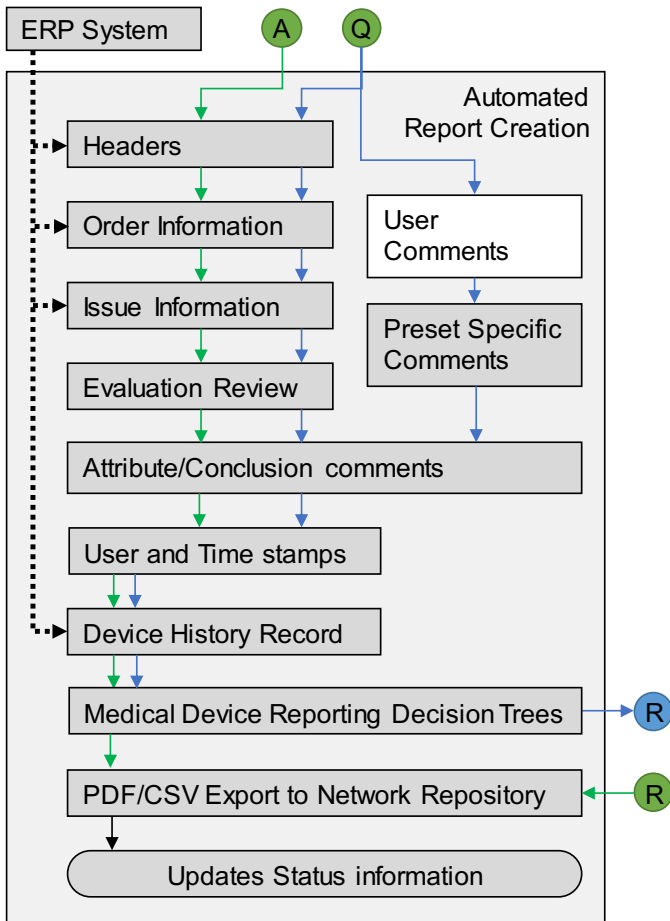 ERP System
A
Q
Automated
Report Creation
Headers
Order Information
User
Comments
Issue Information
Preset Specific
Comments
Evaluation Review
Attribute/Conclusion comments
User and Time stamps
Device History Record
Medical Device Reporting Decision Trees
R
PDF/CSV Export to Network Repository
R
Updates Status information